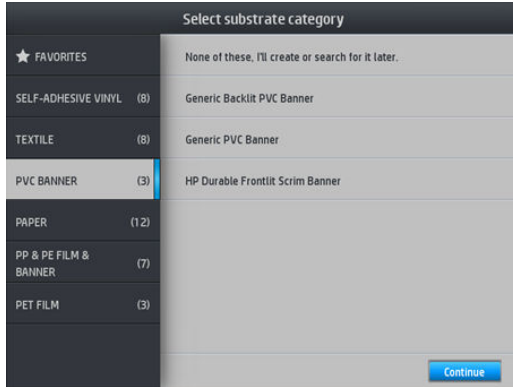 Select substrate category
FAVORITES
SELF-ADHESIVE VINYL (8)
TEXTILE (8)
PVC BANNER (3)
PAPER (12)
PP & PE FILM &
BANNER (7)
PET FILM (3)
None of these, I'll create or search for it later.
Generic Backlit PVC Banner
Generic PVC Banner
HP Durable Frontlit Scrim Banner
Continue